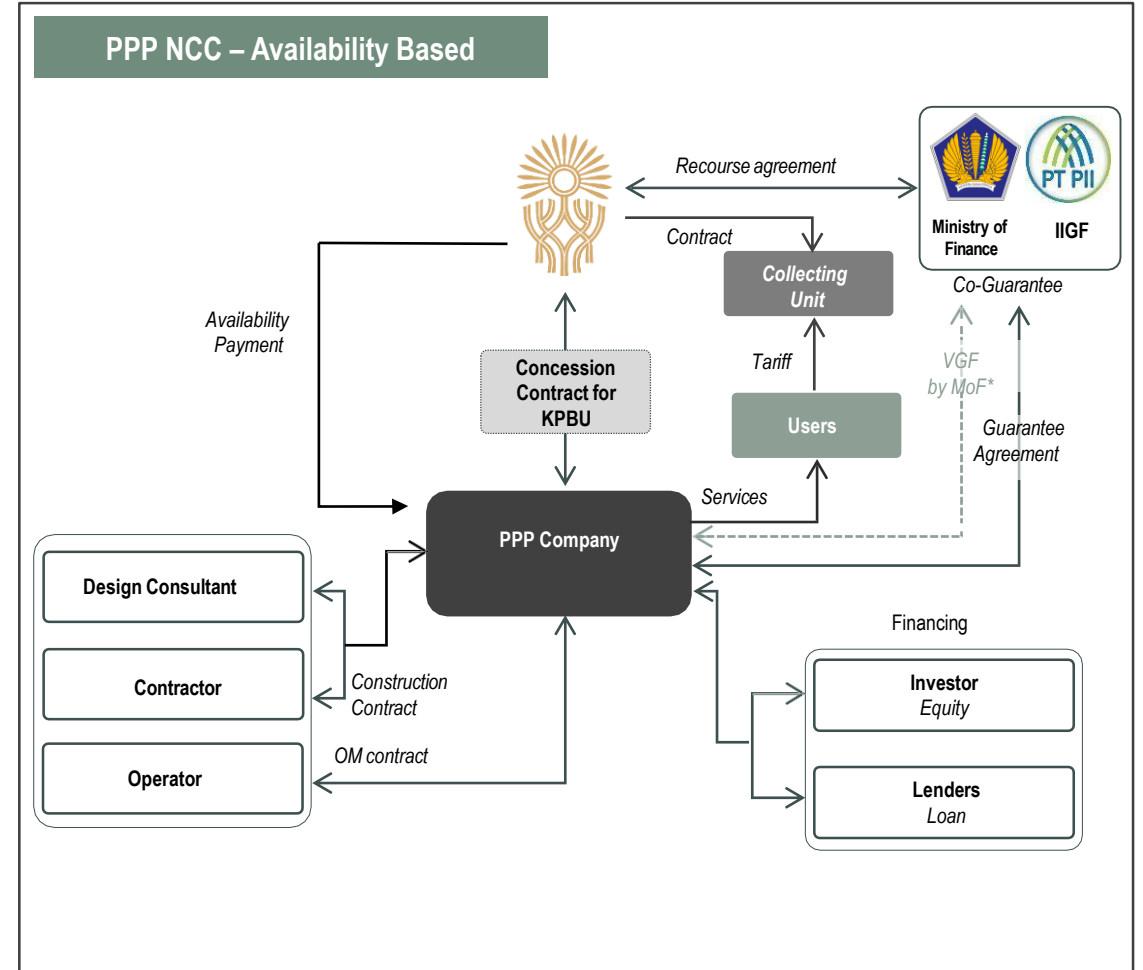 PPP NCC – Availability Based
Recourse agreement
PT PII
Ministry of
Finance
IIGF
Contract
Collecting
Unit
Co-Guarantee
Availability
Payment
Concession
Contract for
KPBU
Tariff
VGF
by MoF*
Users
Guarantee
Agreement
Services
PPP Company
Design Consultant
Contractor
Construction
Contract
Operator
OM contract
Financing
Investor
Equity
Lenders
Loan